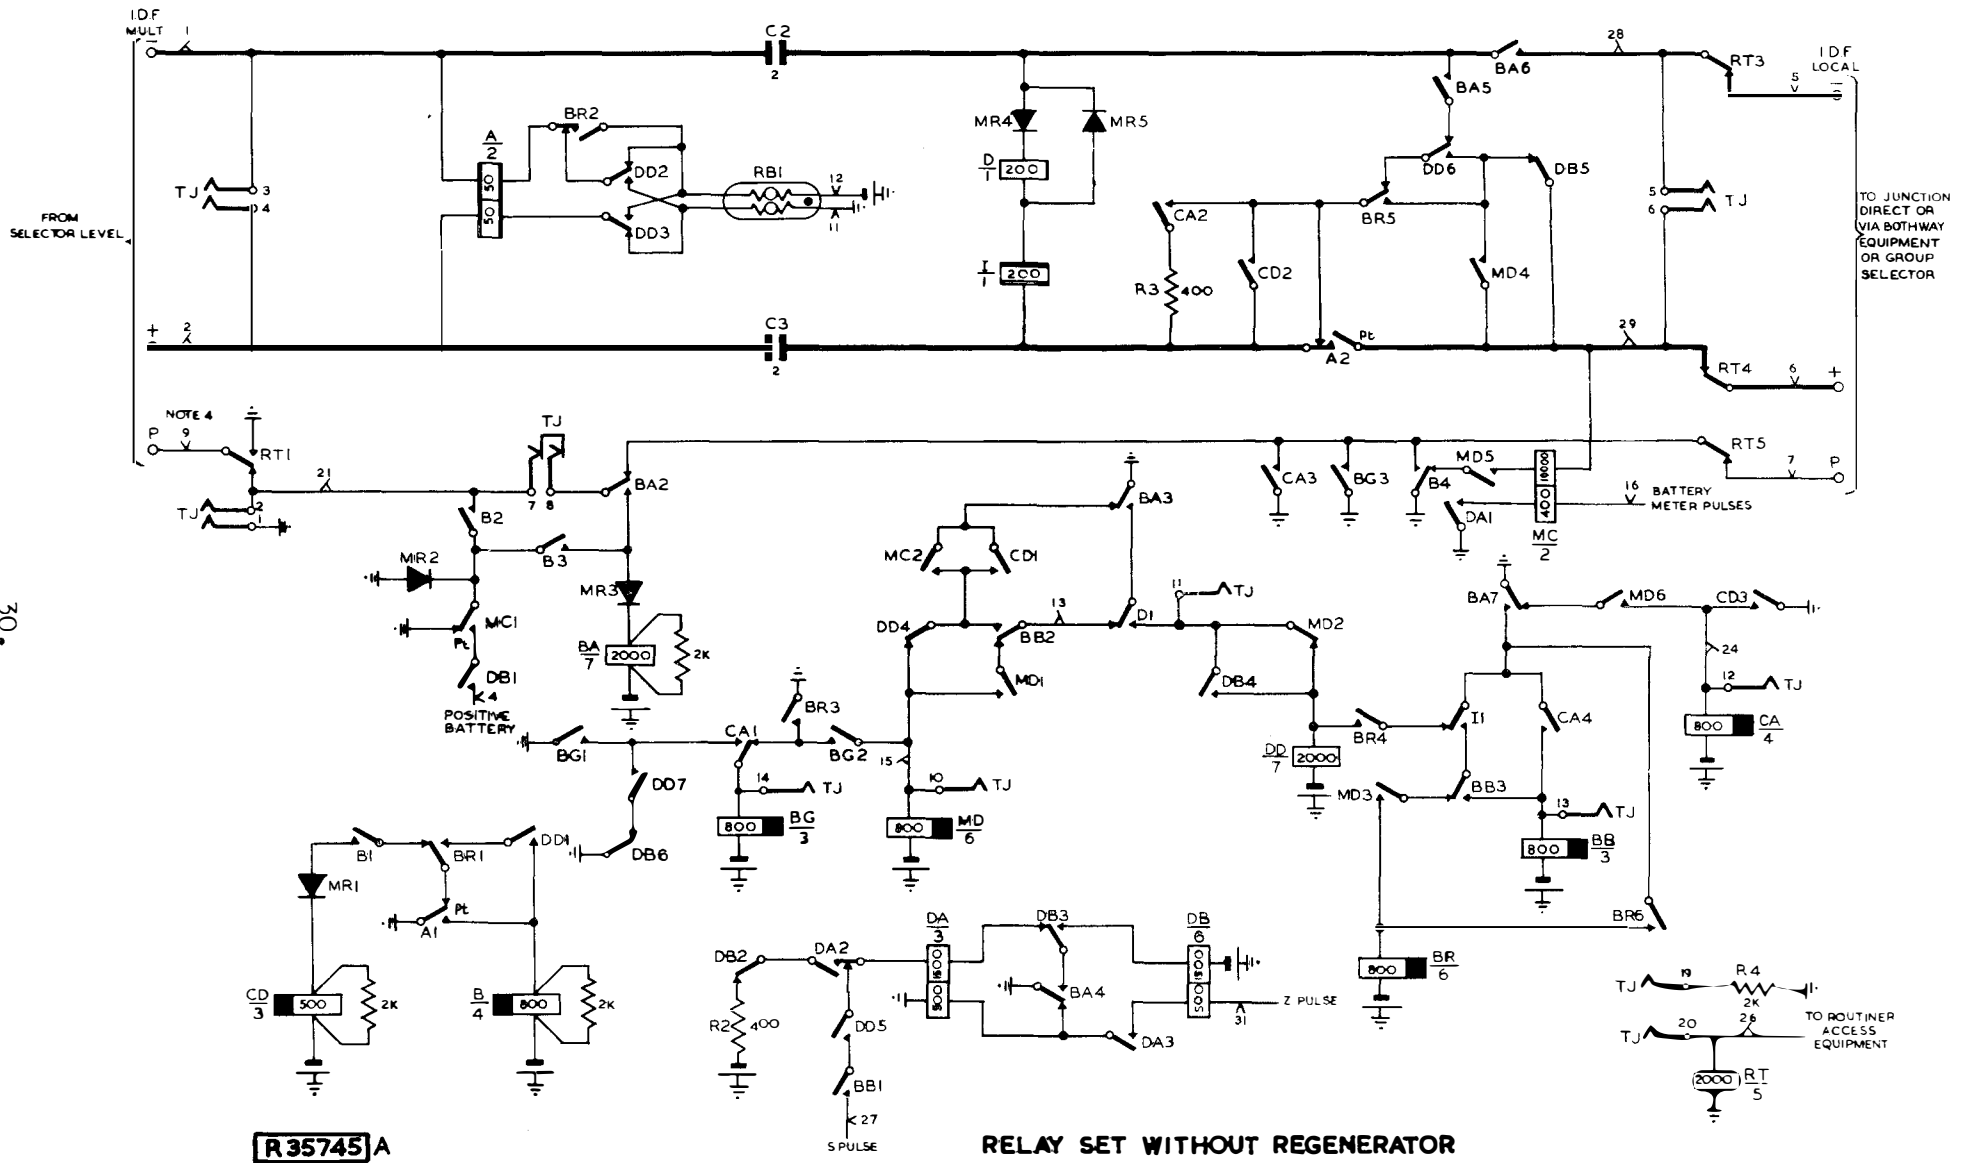 I.D.F
MULT
1
C2
2
28
BA6
RT3
I D F
LOCAL
5
BA5
BR2
A
2
50
50
DD2
DD3
RB1
12
11
MR4
MR5
D
1
200
I
1
200
DD6
DB5
BR5
CA2
CD2
MD4
R3
400
TJ
3
4
5
6
TJ
FROM
SELECTOR LEVEL
TO JUNCTION
DIRECT OR
VIA BOTHWAY
EQUIPMENT
OR GROUP
SELECTOR
+
2
C3
2
Pt
A2
29
RT4
6
+
NOTE 4
P
9
RT1
21
TJ
7
8
BA2
TJ
2
1
B2
B3
MR2
MR3
MC1
Pt
DB1
4
POSITIVE
BATTERY
BA
7
2000
2K
BA3
MC2
CD1
CA3
BG3
B4
MD5
10000
400
MC
2
DA1
16
BATTERY
METER PULSES
RT5
7
P
DD4
BB2
13
D1
11
TJ
MD2
MD1
DB4
BA7
MD6
CD3
24
12
TJ
800
CA
4
BR3
CA1
BG1
BG2
15
14
TJ
10
TJ
DD7
DB6
800
BG
3
800
MD
6
DD
7
2000
BR4
I1
CA4
MD3
BB3
13
TJ
800
BB
3
BR6
B1
BR1
DD1
MR1
Pt
A1
CD
3
500
2K
B
4
800
2K
DB2
DA2
R2
400
DD5
BB1
27
S PULSE
DA
3
1500
500
DB3
BA4
DA3
DB
6
1500
500
31
Z PULSE
800
BR
6
TJ
19
R4
2K
TJ
20
26
TO ROUTINER
ACCESS
EQUIPMENT
2000
RT
5
30.
R 35745 A
RELAY SET WITHOUT REGENERATOR